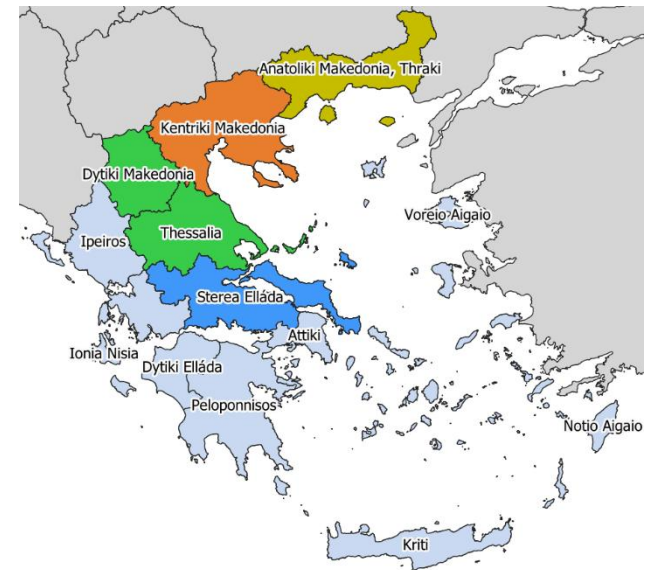 Anatoliki Makedonia, Thraki
Kentriki Makedonia
Dytiki Makedonia
Voreio Aigaio
Thessalia
Ipeiros
Sterea Elláda
Attiki
Ionia Nisia
Dytiki Elláda
Peloponnisos
Notio Aigaio
Kriti